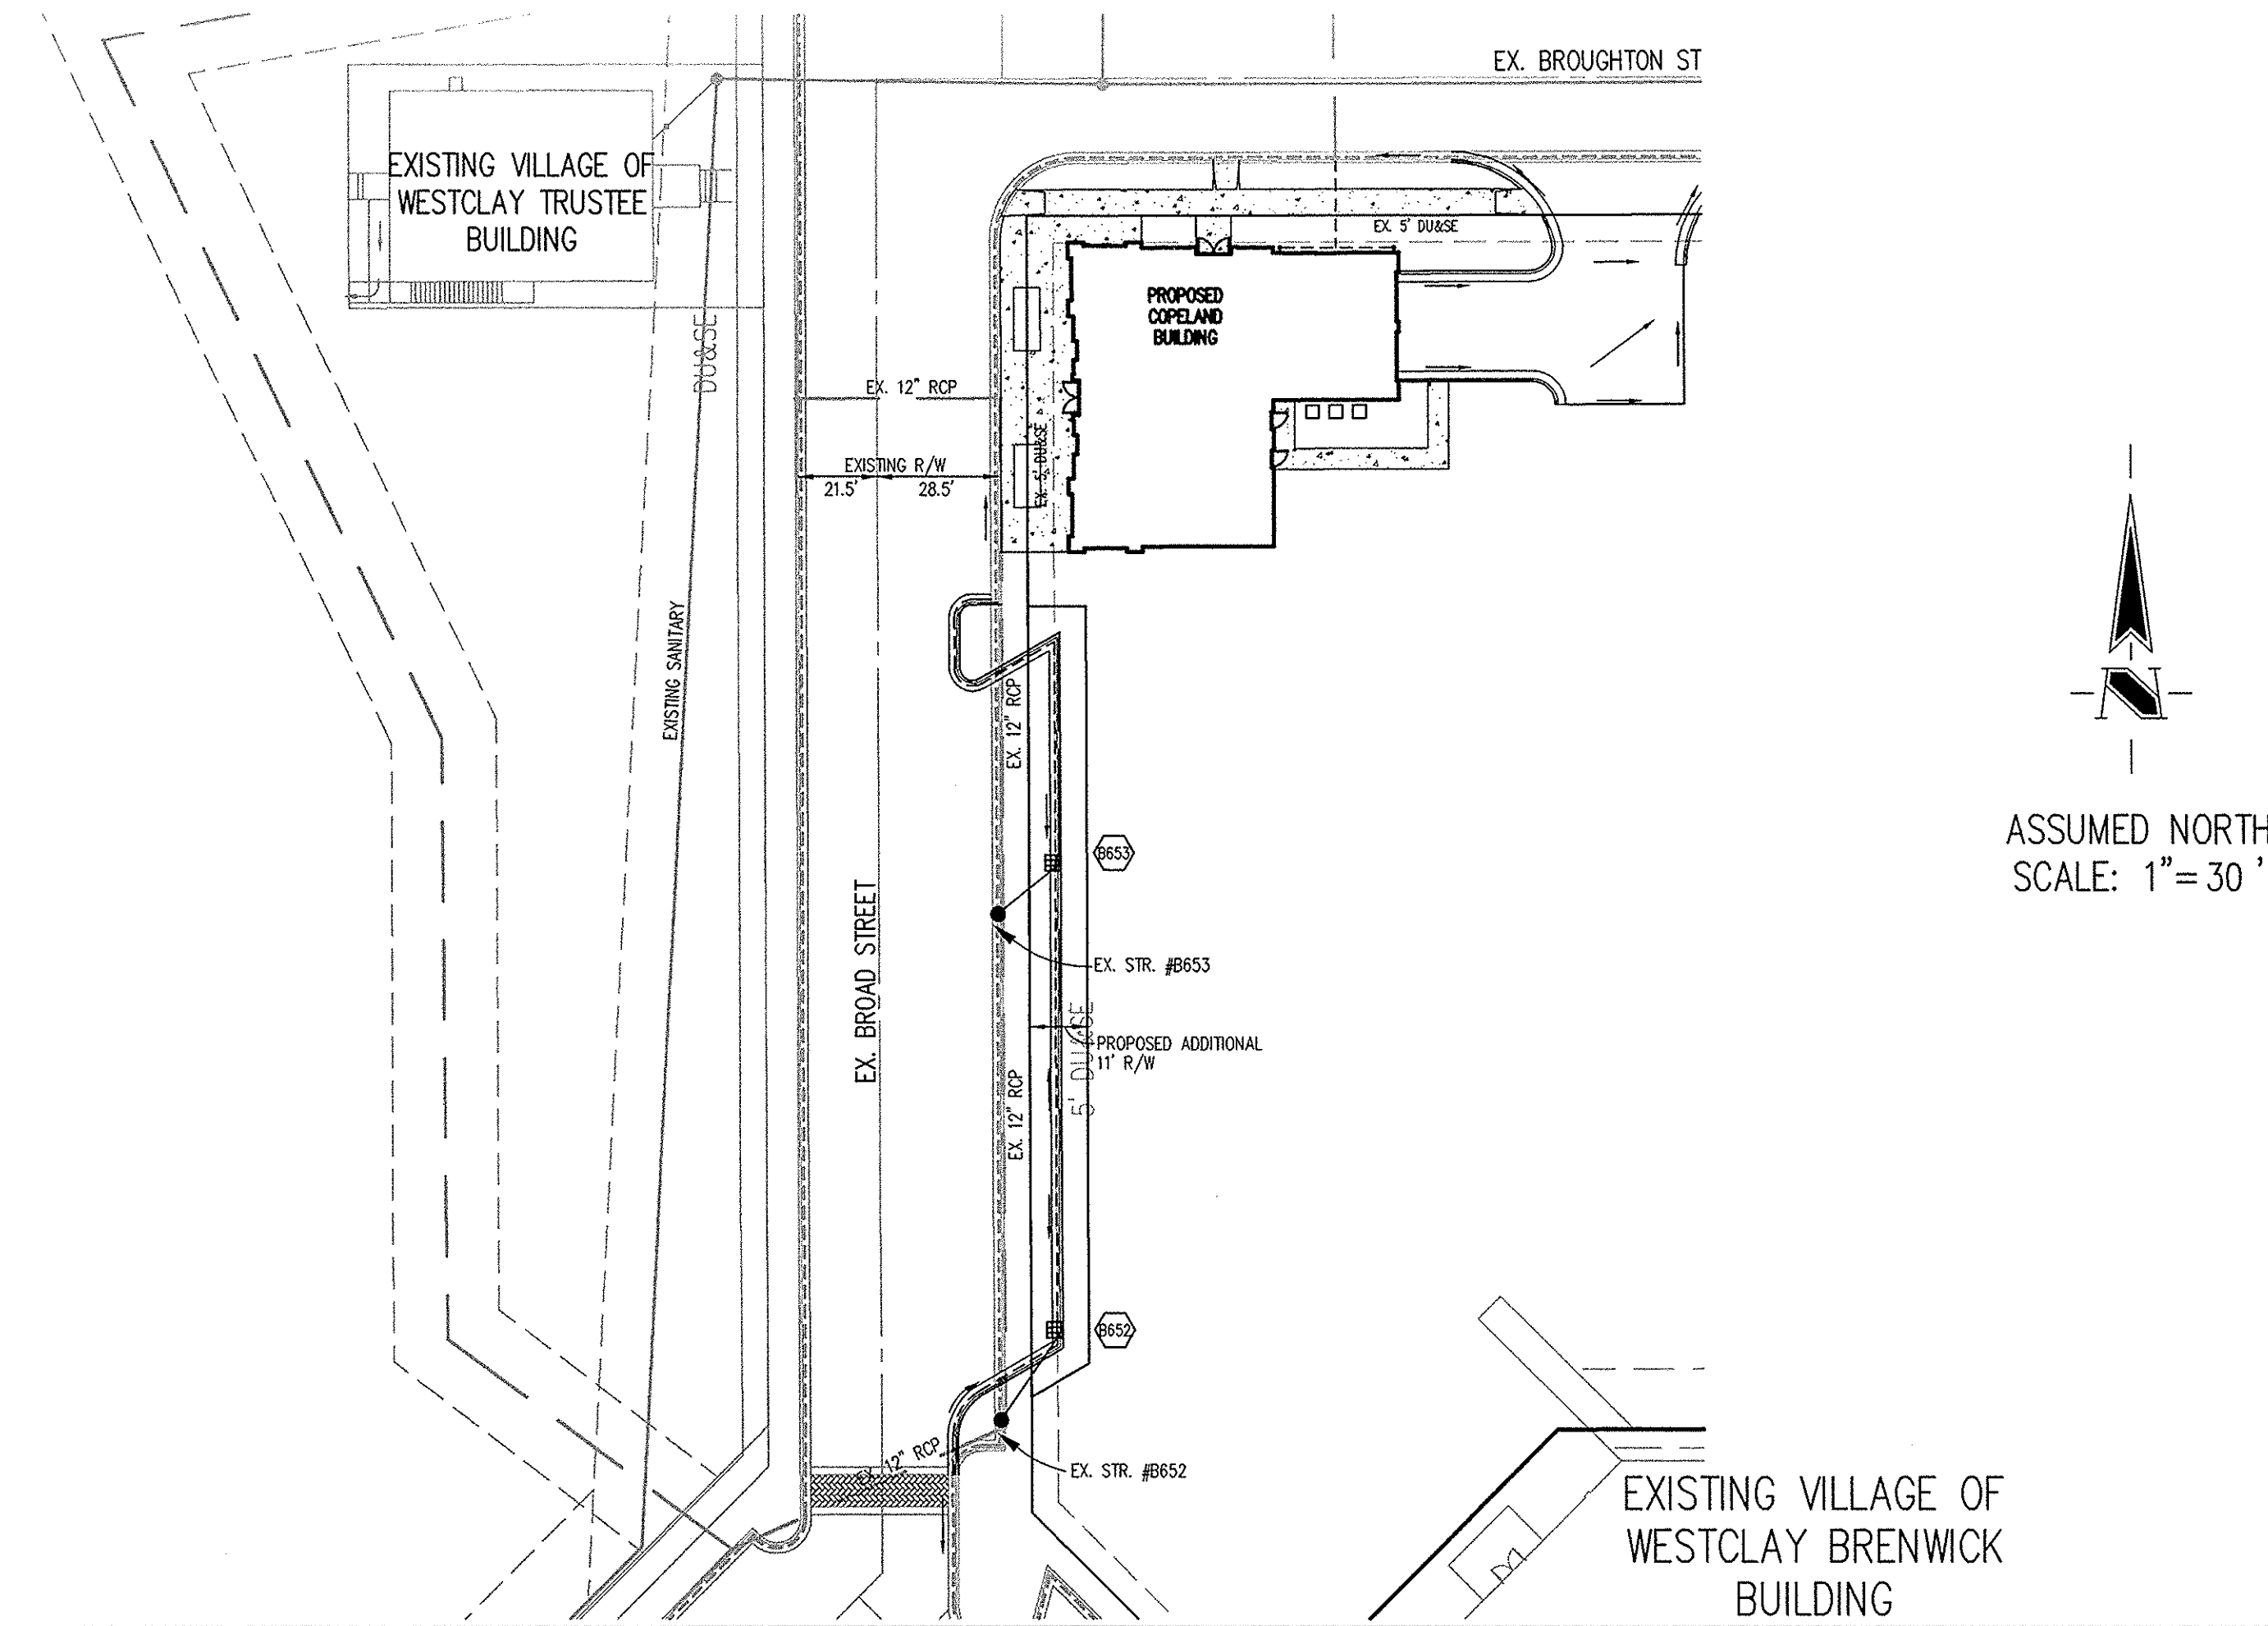 EX. BROUGHTON ST
EXISTING VILLAGE OF
WESTCLAY TRUSTEE
BUILDING
EX. 5' DU&SE
PROPOSED
COPELAND
BUILDING
DU&SE
EX. 12" RCP
EX. 5' DU&SE
EXISTING R/W
21.5'
28.5'
EXISTING SANITARY
EX. 12" RCP
N
ASSUMED NORTH
SCALE: 1"=30'
B653
EX. BROAD STREET
EX. STR. #B653
5' DU&SE
PROPOSED ADDITIONAL
11' R/W
EX. 12" RCP
B652
EX. 12" RCP
EX. STR. #B652
EXISTING VILLAGE OF
WESTCLAY BRENWICK
BUILDING